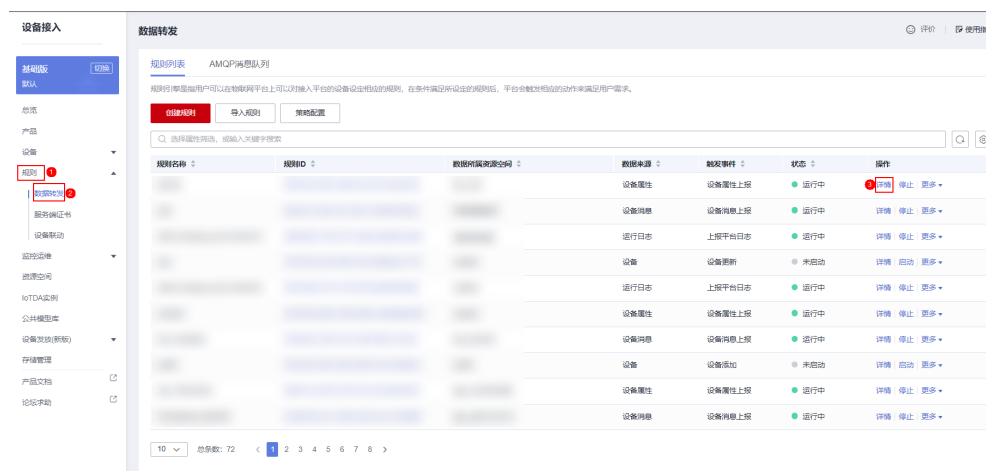 设备接入
数据转发
评价
使用指
基础版
切换
默认
规则列表 AMQP消息队列
规则引擎是指用户可以在物联网平台上可以对接入平台的设备设定相应的规则，在条件满足所设定的规则后，平台会触发相应的动作来满足用户需求。
创建规则 导入规则 策略配置
选择属性筛选，或输入关键字搜索
总览
产品
设备
规则 1
数据转发 2
服务端证书
设备联动
监控运维
资源空间
IoTDA实例
公共模型库
设备发放(新版)
存储管理
产品文档
论坛求助
规则名称 规则ID 数据所属资源空间 数据来源 触发事件 状态 操作
设备属性 设备属性上报 运行中 3 详情 停止 更多
设备消息 设备消息上报 运行中 详情 停止 更多
运行日志 上报平台日志 运行中 详情 停止 更多
设备 设备更新 未启动 详情 启动 更多
运行日志 上报平台日志 运行中 详情 停止 更多
设备属性 设备属性上报 运行中 详情 停止 更多
设备消息 设备消息上报 运行中 详情 停止 更多
设备 设备添加 未启动 详情 启动 更多
设备属性 设备属性上报 运行中 详情 停止 更多
设备消息 设备消息上报 运行中 详情 停止 更多
10 总条数: 72 < 1 2 3 4 5 6 7 8 >